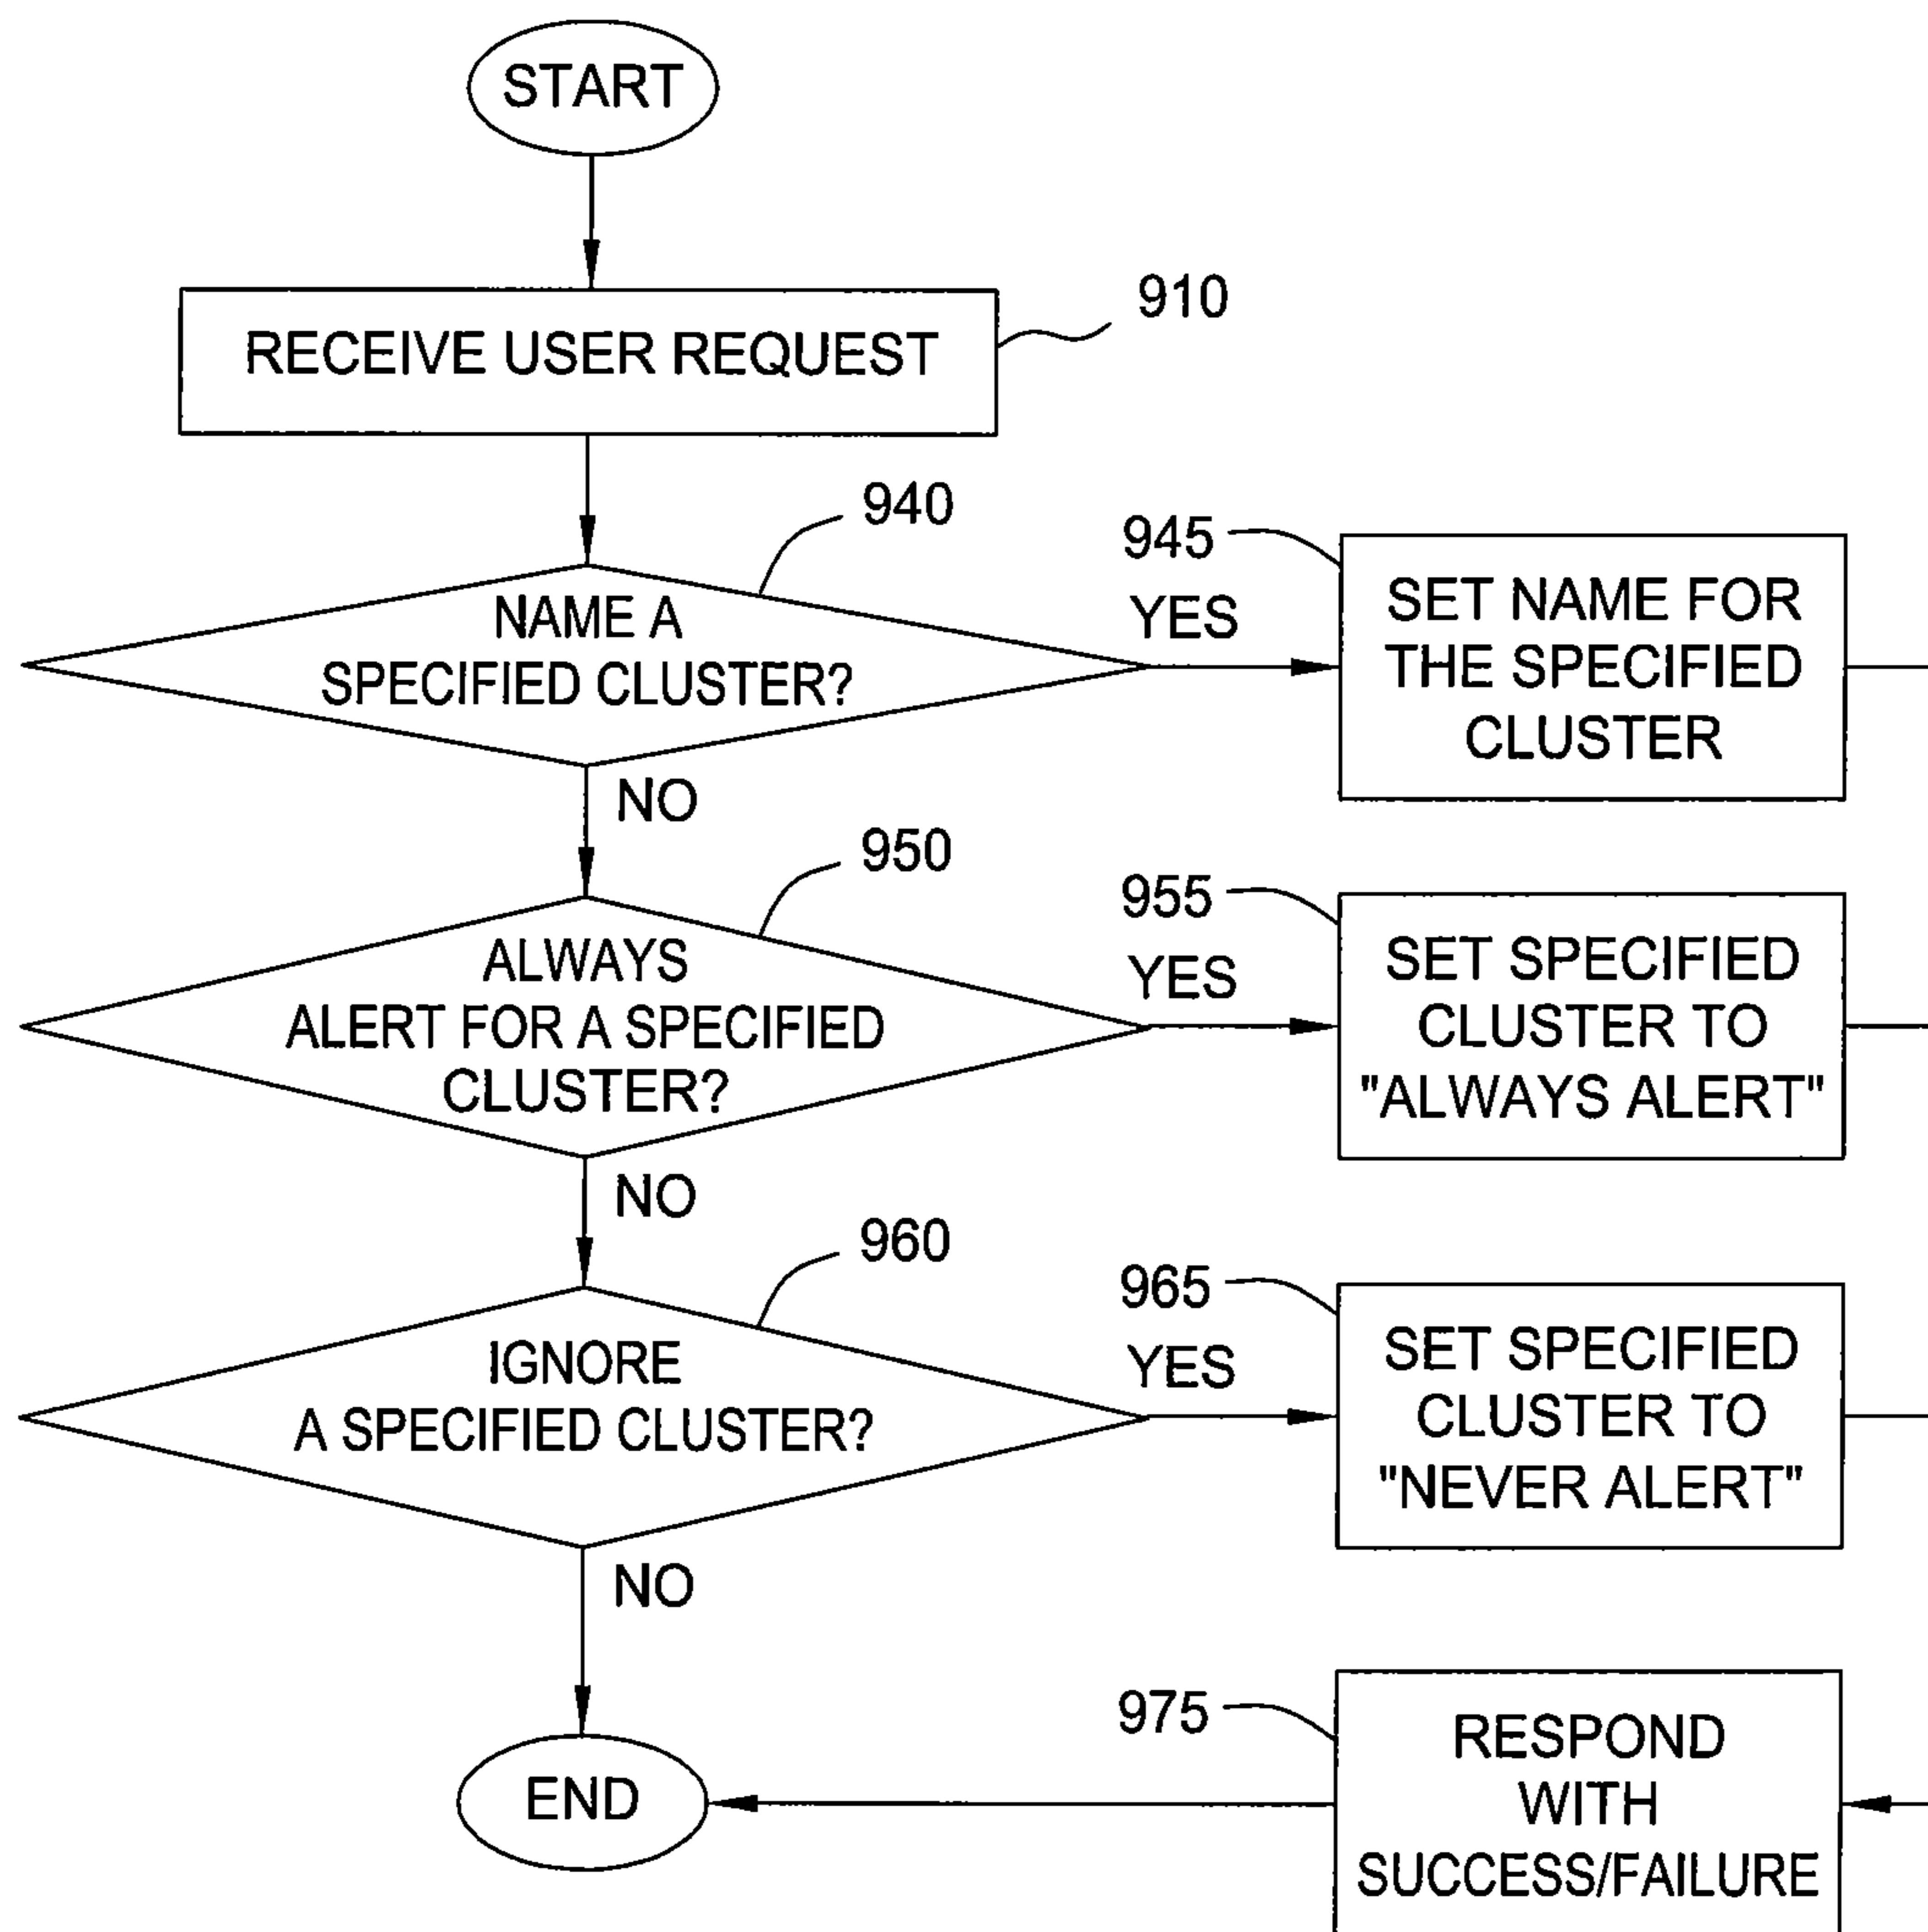 START
RECEIVE USER REQUEST
910
940
NAME A
SPECIFIED CLUSTER?
YES
945
SET NAME FOR
THE SPECIFIED
CLUSTER
NO
950
ALWAYS
ALERT FOR A SPECIFIED
CLUSTER?
YES
955
SET SPECIFIED
CLUSTER TO
"ALWAYS ALERT"
NO
960
IGNORE
A SPECIFIED CLUSTER?
YES
965
SET SPECIFIED
CLUSTER TO
"NEVER ALERT"
NO
END
975
RESPOND
WITH
SUCCESS/FAILURE